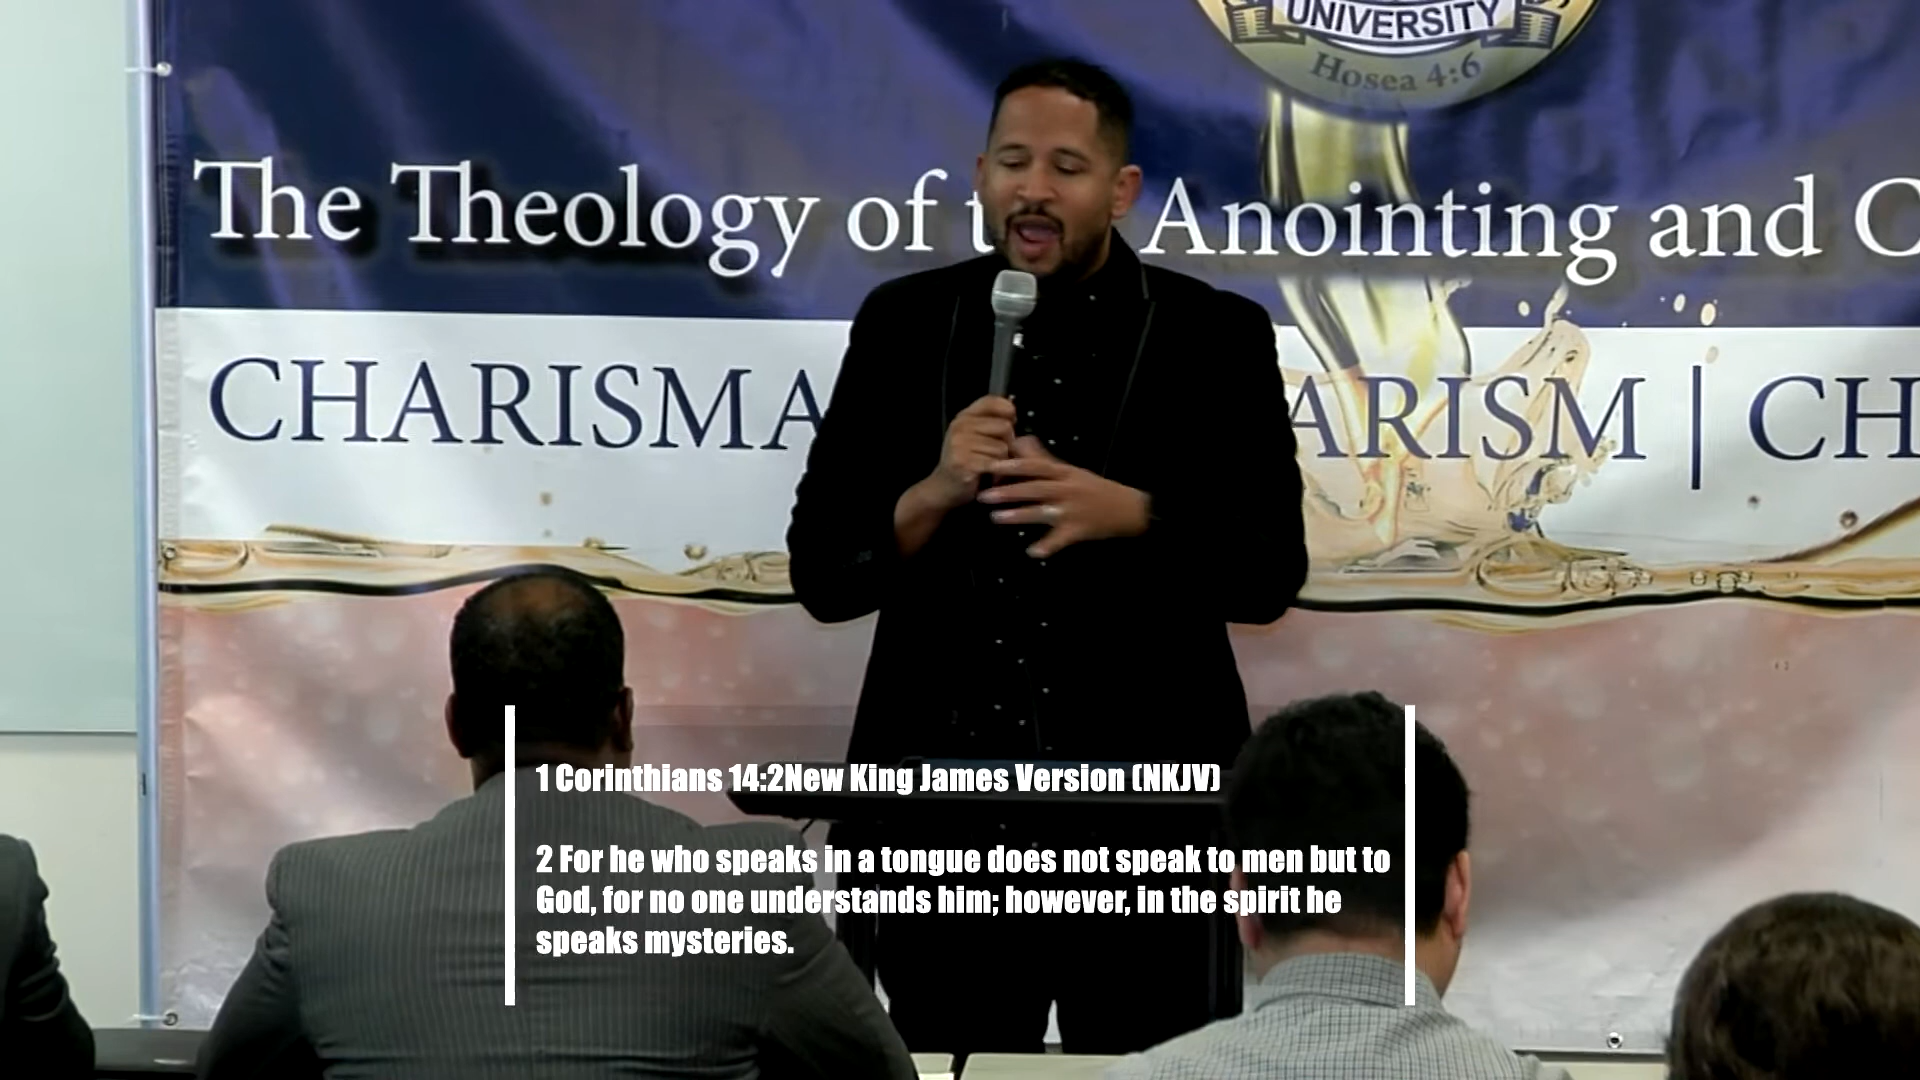 UNIVERSITY
Hosea 4:6
The Theology of Anointing and C
CHARISMA ARISM | CH
1 Corinthians 14:2New King James Version (NKJV)
2 For he who speaks in a tongue does not speak to men but to
God, for no one understands him; however, in the spirit he
speaks mysteries.